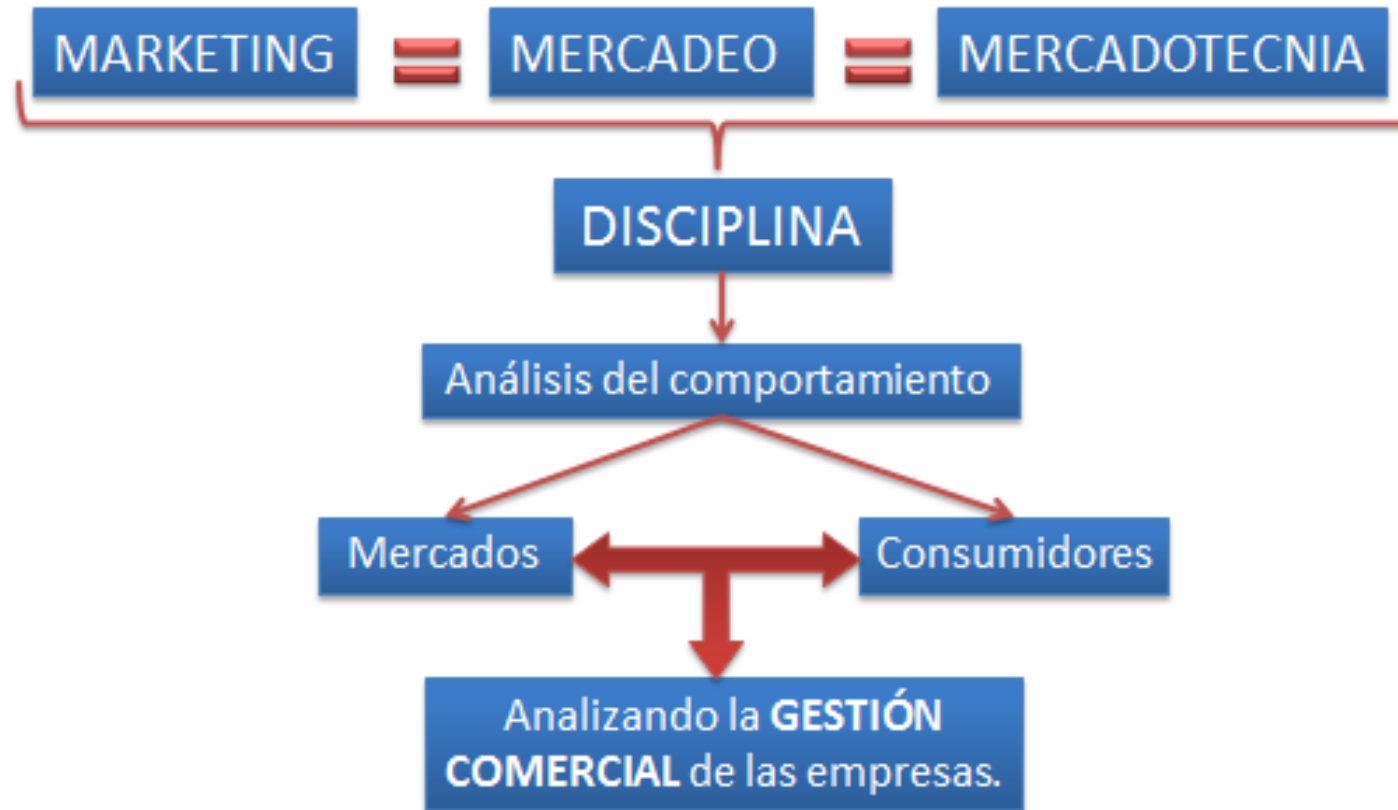 MARKETING = MERCADEO = MERCADOTECNIA
DISCIPLINA
Análisis del comportamiento
Mercados
Consumidores
Analizando la GESTIÓN
COMERCIAL de las empresas.